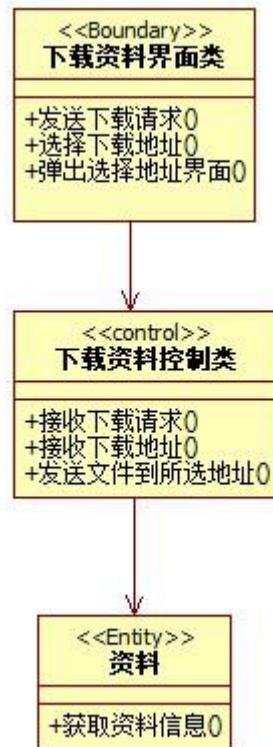 <<Boundary>>
下载资料界面类
+发送下载请求()
+选择下载地址()
+弹出选择地址界面()
<<control>>
下载资料控制类
+接收下载请求()
+接收下载地址()
+发送文件到所选地址()
<<Entity>>
资料
+获取资料信息()